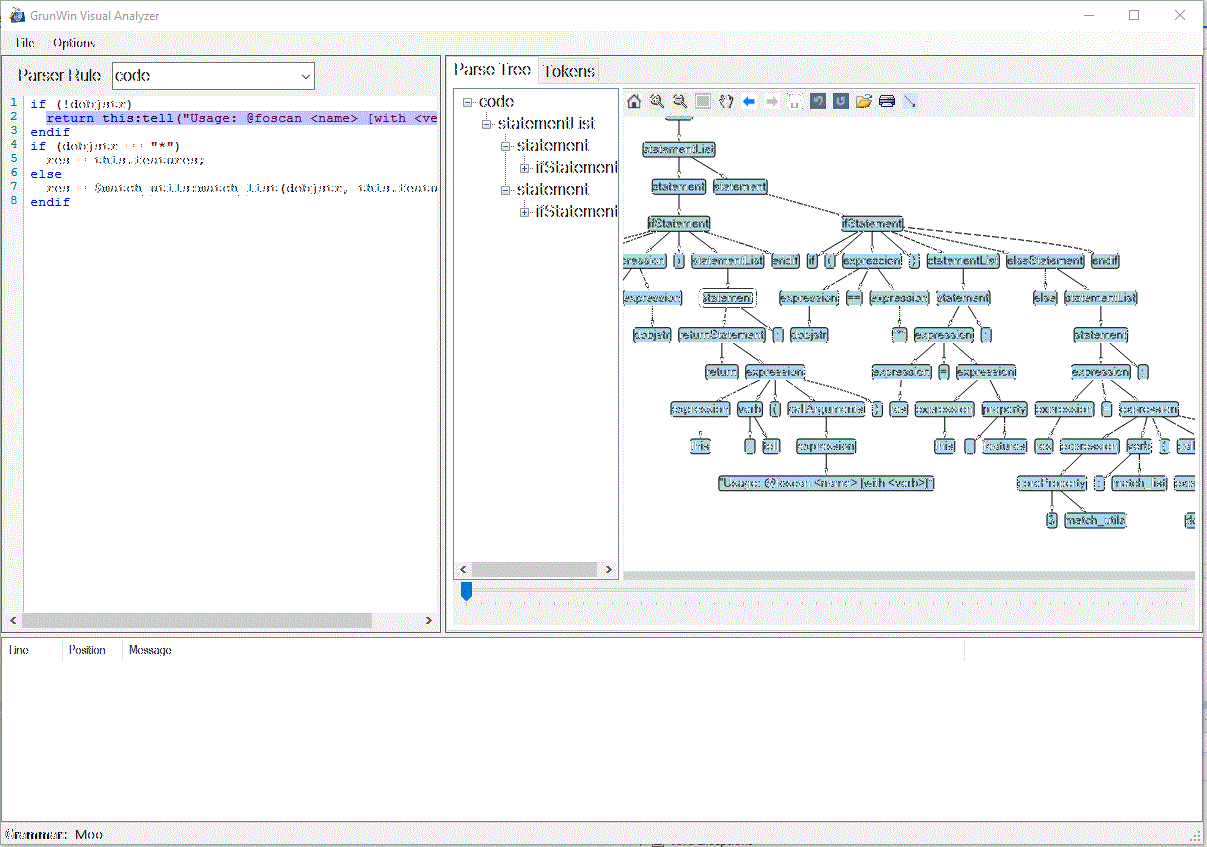 GrunWin Visual Analyzer
File Options
Parser Rule code
Parse Tree Tokens
1 if (!dobjstr)
2 return this:tell("Usage: @foscan <name> [with <ve
3 endif
4 if (dobjstr == "*")
5 res = this.features;
6 else
7 res = $match_utils:match_list(dobjstr, this.featu
8 endif
code
statementList
statement
ifStatement
statement
ifStatement
statementList
statement statement
ifStatement ifStatement
ression ) statementList endif if ( expression ) statementList elseStatement endif
expression statement expression == expression statement else statementList
dobjstr returnStatement ; dobjstr "*" expression ; statement
return expression expression = expression expression ;
expression verb ( callArguments ) res expression property expression = expression
this : tell expression this . features res expression verb ( call
"Usage: @foscan <name> [with <verb>]" coreProperty : match_list expre
$ match_utils do
Line Position Message
Grammar: Moo